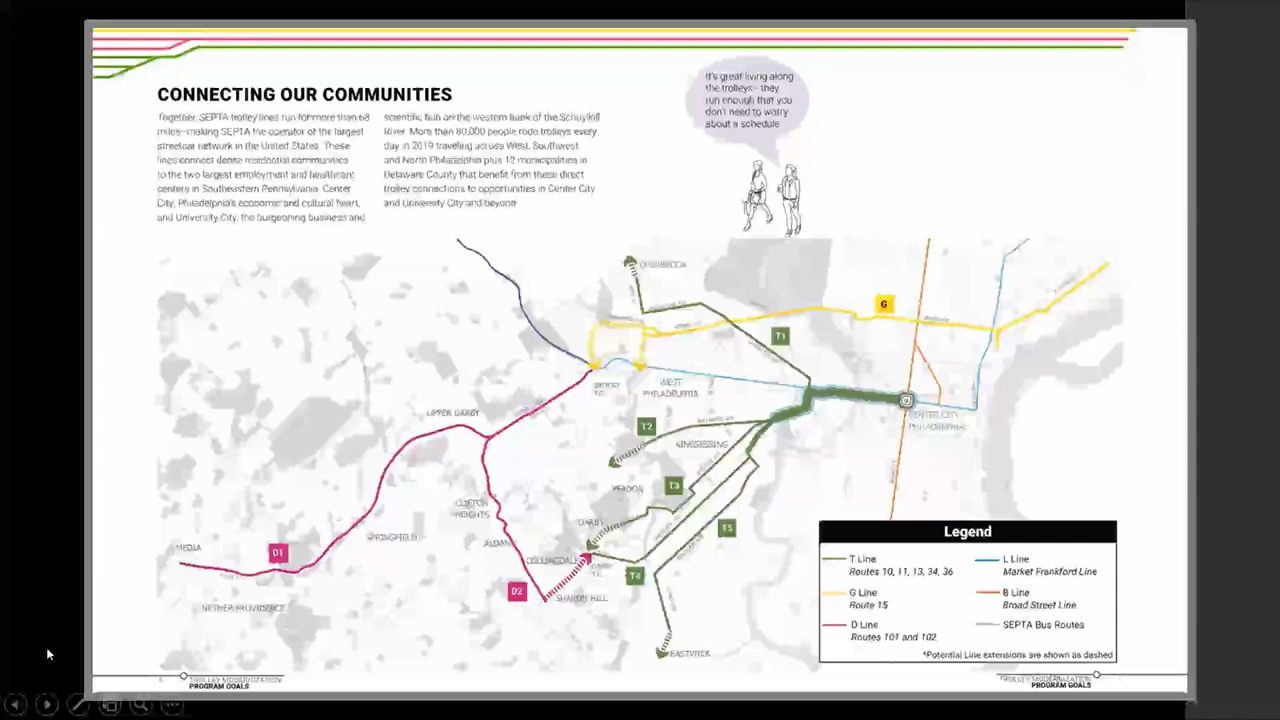 CONNECTING OUR COMMUNITIES
Together, SEPTA trolley lines run for more than 68
miles—making SEPTA the operator of the largest
streetcar network in the United States. These
lines connect dense residential communities
to the two largest employment and healthcare
centers in Southeastern Pennsylvania: Center
City, Philadelphia's economic and cultural heart,
and University City, the burgeoning business and
scientific hub on the western bank of the Schuylkill
River. More than 80,000 people rode trolleys every
day in 2019 traveling across West, Southwest
and North Philadelphia plus 12 municipalities in
Delaware County that benefit from these direct
trolley connections to opportunities in Center City
and University City and beyond
It's great living along
the trolleys - they
run enough that you
don't need to worry
about a schedule
OVERBROOK
G
T1
WEST
PHILADELPHIA
UPPER DARBY
CENTER CITY
PHILADELPHIA
T2
KINGSESSING
YEADON
T3
CLIFTON
HEIGHTS
DARBY
T5
SPRINGFIELD
ALDAN
MEDIA
D1
COLLINGDALE
T4
D2
SHARON HILL
NETHER PROVIDENCE
EASTWICK
Legend
T Line
Routes 10, 11, 13, 34, 36
G Line
Route 15
D Line
Routes 101 and 102
L Line
Market Frankford Line
B Line
Broad Street Line
SEPTA Bus Routes
*Potential Line extensions are shown as dashed
TROLLEY MODERNIZATION
PROGRAM GOALS
TROLLEY MODERNIZATION
PROGRAM GOALS